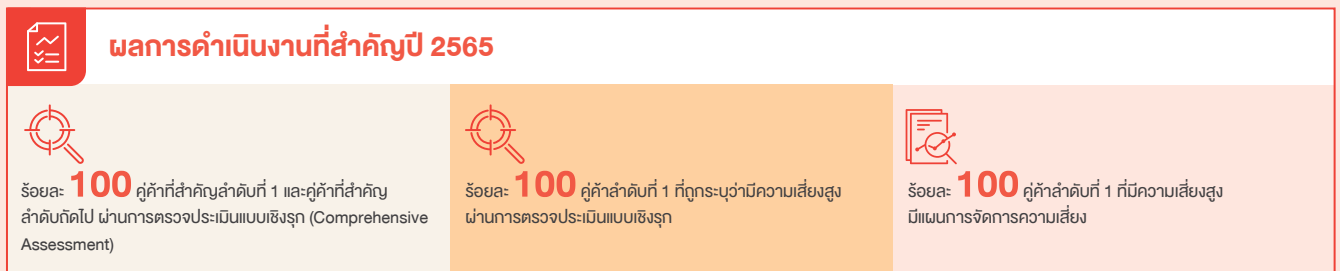 ผลการดำเนินงานที่สำคัญปี 2565
ร้อยละ 100 คู่ค้าที่สำคัญลำดับที่ 1 และคู่ค้าที่สำคัญ
ลำดับถัดไป ผ่านการตรวจประเมินแบบเชิงรุก (Comprehensive
Assessment)
ร้อยละ 100 คู่ค้าลำดับที่ 1 ที่ถูกระบุว่ามีความเสี่ยงสูง
ผ่านการตรวจประเมินแบบเชิงรุก
ร้อยละ 100 คู่ค้าลำดับที่ 1 ที่มีความเสี่ยงสูง
มีแผนการจัดการความเสี่ยง